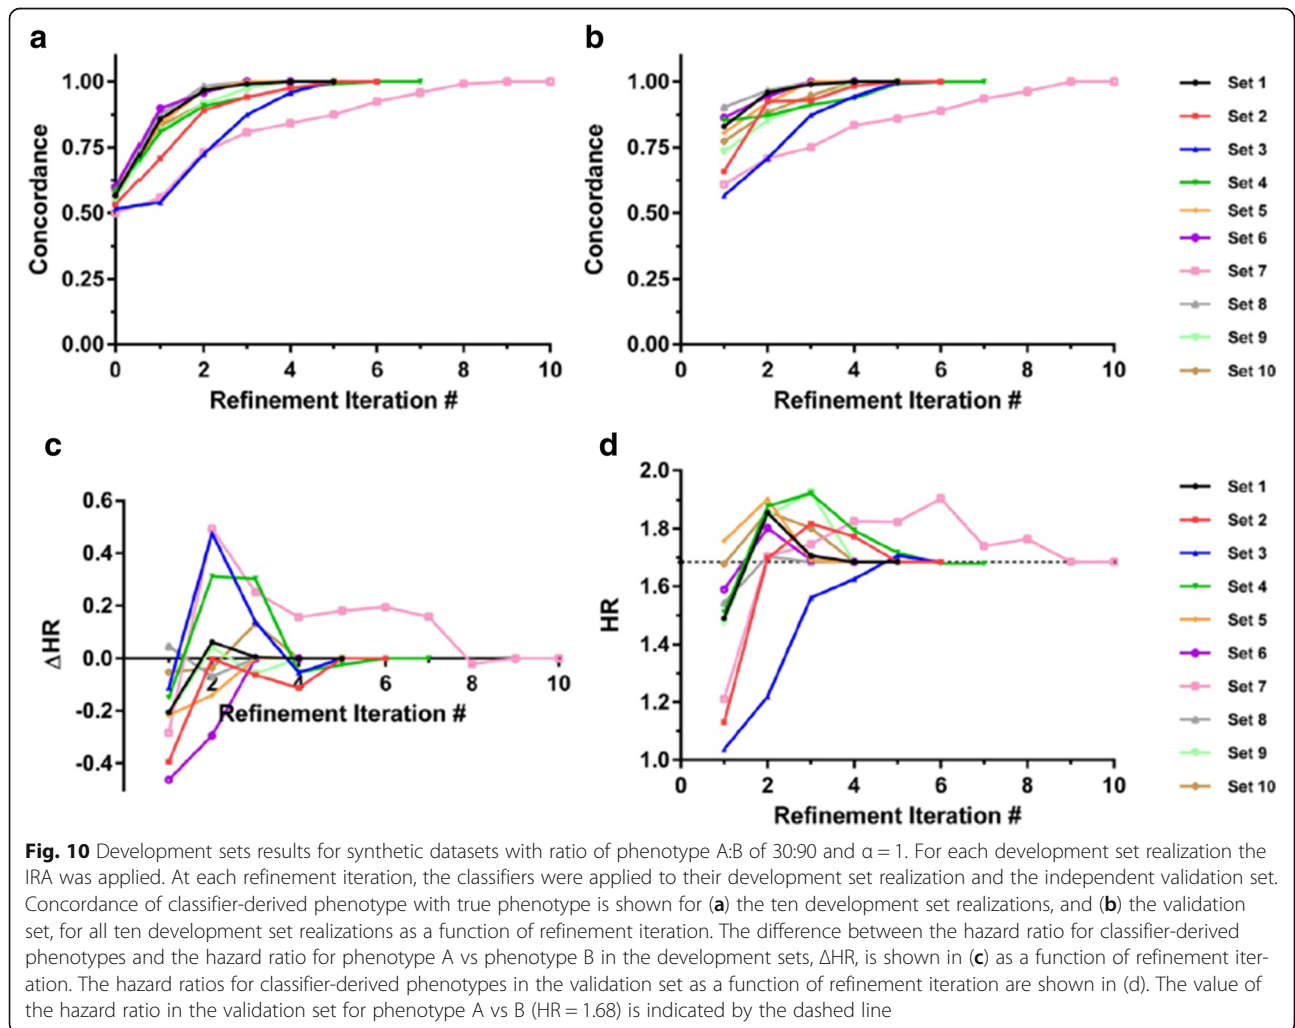 a
b
1.00
0.75
0.50
0.25
0.00
Concordance
0
2
4
6
8
10
Refinement Iteration #
1.00
0.75
0.50
0.25
0.00
Concordance
0
2
4
6
8
10
Refinement Iteration #
Set 1
Set 2
Set 3
Set 4
Set 5
Set 6
Set 7
Set 8
Set 9
Set 10
c
d
0.6
0.4
0.2
0.0
-0.2
-0.4
ΔHR
2
4
6
8
10
Refinement Iteration #
2.0
1.8
1.6
1.4
1.2
1.0
HR
0
2
4
6
8
10
Refinement Iteration #
Set 1
Set 2
Set 3
Set 4
Set 5
Set 6
Set 7
Set 8
Set 9
Set 10
Fig. 10 Development sets results for synthetic datasets with ratio of phenotype A:B of 30:90 and α = 1. For each development set realization the
IRA was applied. At each refinement iteration, the classifiers were applied to their development set realization and the independent validation set.
Concordance of classifier-derived phenotype with true phenotype is shown for (a) the ten development set realizations, and (b) the validation
set, for all ten development set realizations as a function of refinement iteration. The difference between the hazard ratio for classifier-derived
phenotypes and the hazard ratio for phenotype A vs phenotype B in the development sets, ΔHR, is shown in (c) as a function of refinement iter-
ation. The hazard ratios for classifier-derived phenotypes in the validation set as a function of refinement iteration are shown in (d). The value of
the hazard ratio in the validation set for phenotype A vs B (HR = 1.68) is indicated by the dashed line